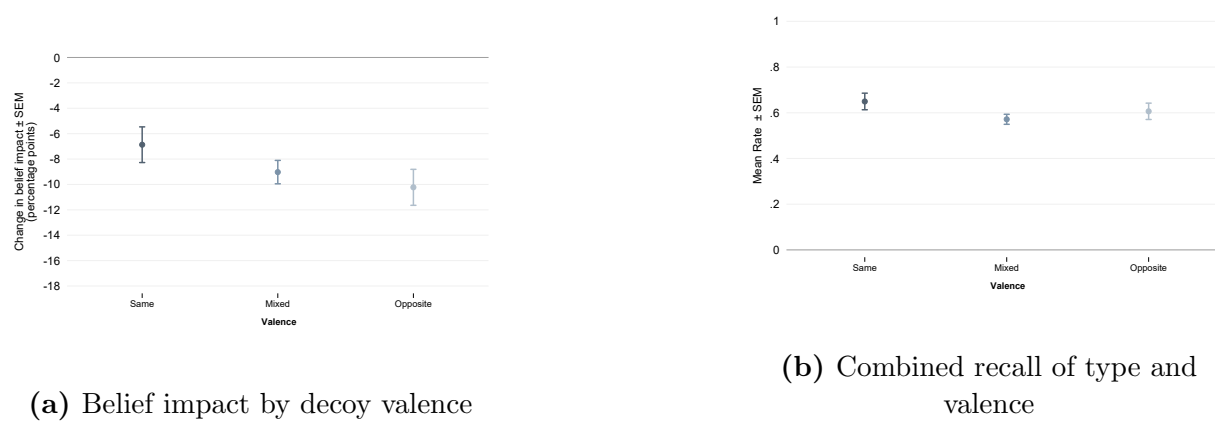 0
-2
-4
-6
-8
-10
-12
-14
-16
-18
Change in belief impact ± SEM
(percentage points)
Same
Mixed
Opposite
Valence
(a) Belief impact by decoy valence
1
.8
.6
.4
.2
0
Mean Rate ± SEM
Same
Mixed
Opposite
Valence
(b) Combined recall of type and
valence